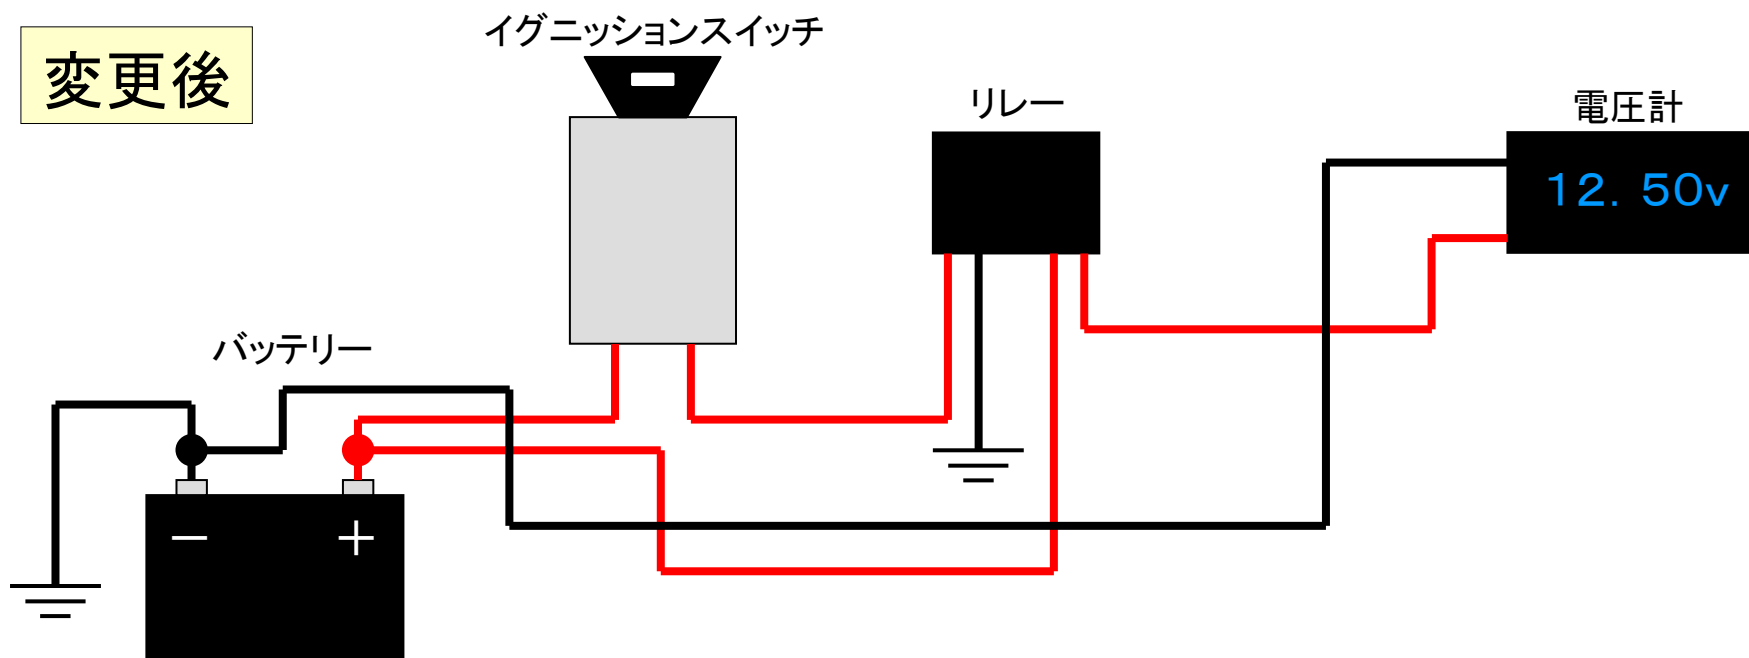 変更後
イグニッションスイッチ
リレー
電圧計
12. 50v
バッテリー
－ ＋